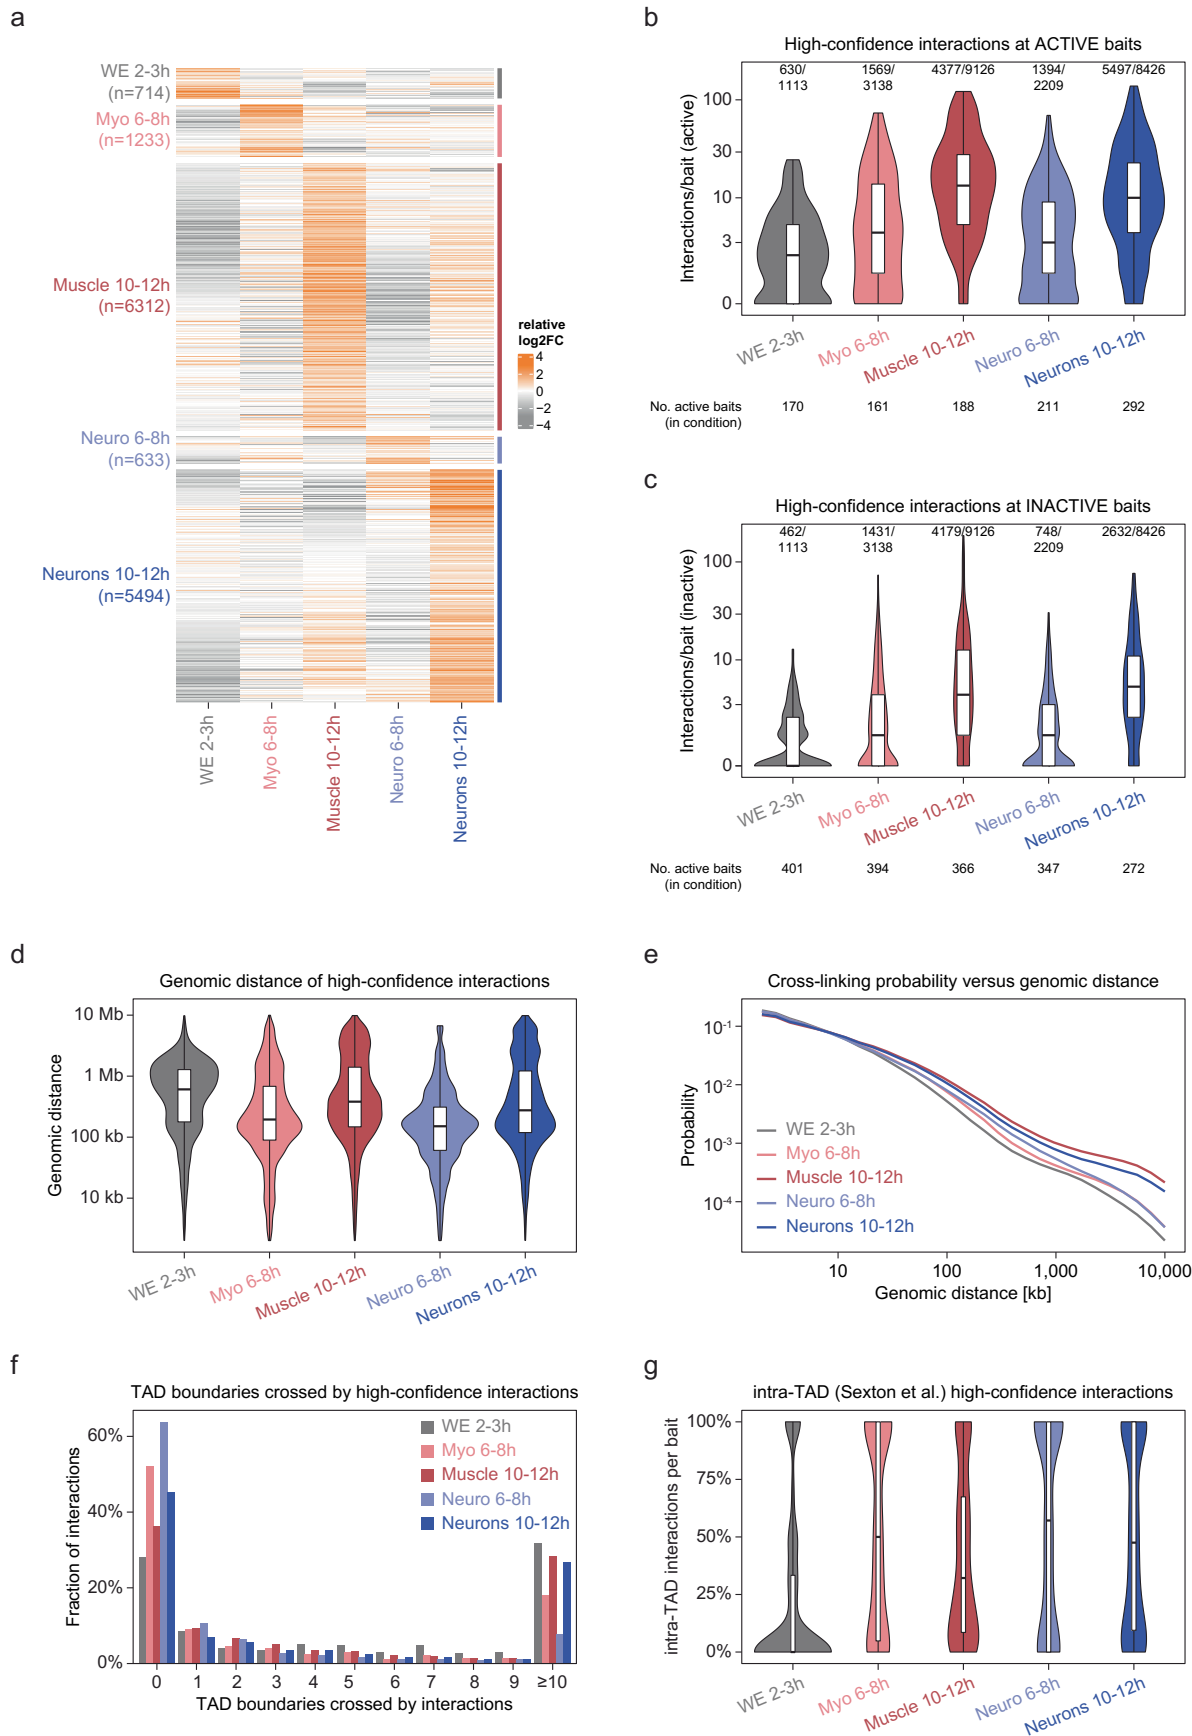 a
WE 2-3h
(n=714)
Myo 6-8h
(n=1233)
Muscle 10-12h
(n=6312)
Neuro 6-8h
(n=633)
Neurons 10-12h
(n=5494)
relative
log2FC
4
2
0
−2
−4
WE 2-3h
Myo 6-8h
Muscle 10-12h
Neuro 6-8h
Neurons 10-12h
b
High-confidence interactions at ACTIVE baits
630/
1113
1569/
3138
4377/9126
1394/
2209
5497/8426
Interactions/bait (active)
100
30
10
3
0
WE 2-3h
Myo 6-8h
Muscle 10-12h
Neuro 6-8h
Neurons 10-12h
No. active baits
(in condition)
170
161
188
211
292
c
High-confidence interactions at INACTIVE baits
462/
1113
1431/
3138
4179/9126
748/
2209
2632/8426
Interactions/bait (inactive)
100
30
10
3
0
WE 2-3h
Myo 6-8h
Muscle 10-12h
Neuro 6-8h
Neurons 10-12h
No. active baits
(in condition)
401
394
366
347
272
d
Genomic distance of high-confidence interactions
Genomic distance
10 Mb
1 Mb
100 kb
10 kb
WE 2-3h
Myo 6-8h
Muscle 10-12h
Neuro 6-8h
Neurons 10-12h
e
Cross-linking probability versus genomic distance
Probability
10-1
10-2
10-3
10-4
WE 2-3h
Myo 6-8h
Muscle 10-12h
Neuro 6-8h
Neurons 10-12h
10
100
1,000
10,000
Genomic distance [kb]
f
TAD boundaries crossed by high-confidence interactions
Fraction of interactions
60%
40%
20%
0%
WE 2-3h
Myo 6-8h
Muscle 10-12h
Neuro 6-8h
Neurons 10-12h
0
1
2
3
4
5
6
7
8
9
≥10
TAD boundaries crossed by interactions
g
intra-TAD (Sexton et al.) high-confidence interactions
intra-TAD interactions per bait
100%
75%
50%
25%
0%
WE 2-3h
Myo 6-8h
Muscle 10-12h
Neuro 6-8h
Neurons 10-12h